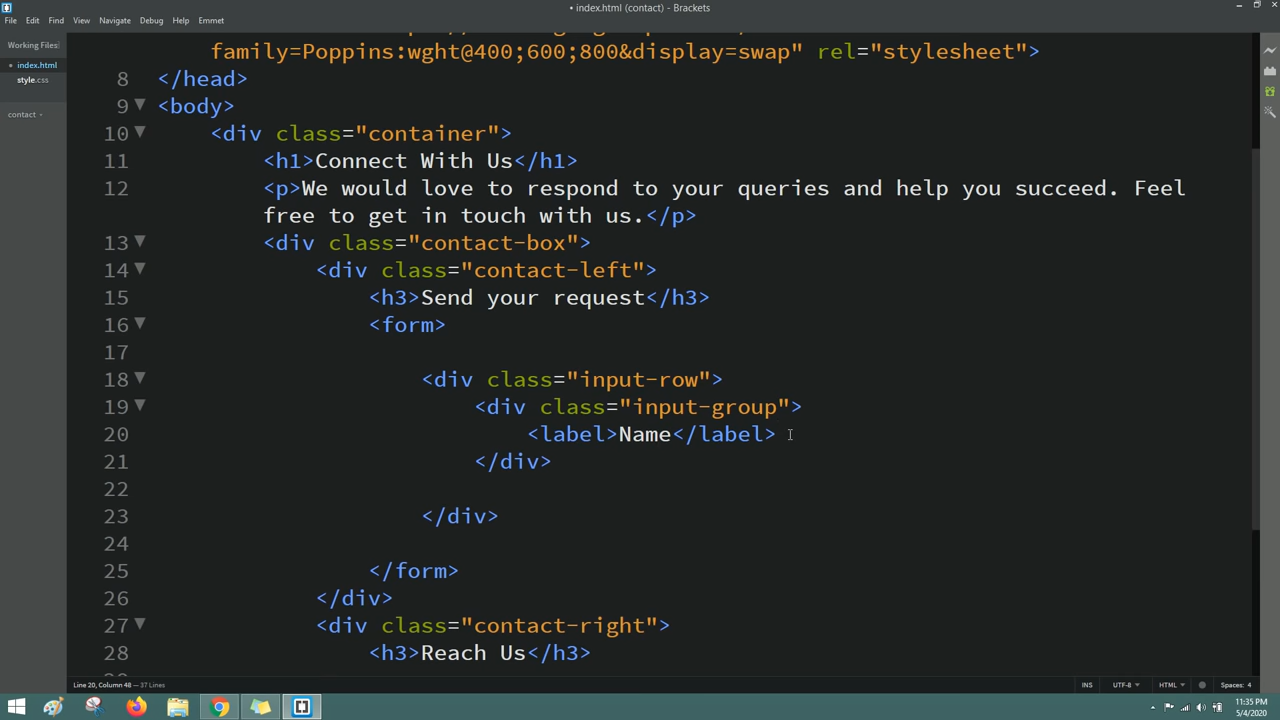 • index.html (contact) - Brackets
File Edit Find View Navigate Debug Help Emmet
Working Files
• index.html
style.css
contact
family=Poppins:wght@400;600;800&display=swap" rel="stylesheet">
8 </head>
9 <body>
10 <div class="container">
11 <h1>Connect With Us</h1>
12 <p>We would love to respond to your queries and help you succeed. Feel
free to get in touch with us.</p>
13 <div class="contact-box">
14 <div class="contact-left">
15 <h3>Send your request</h3>
16 <form>
17
18 <div class="input-row">
19 <div class="input-group">
20 <label>Name</label>
21 </div>
22
23 </div>
24
25 </form>
26 </div>
27 <div class="contact-right">
28 <h3>Reach Us</h3>
Line 20, Column 48 — 37 Lines
INS UTF-8 HTML Spaces: 4
11:35 PM
5/4/2020